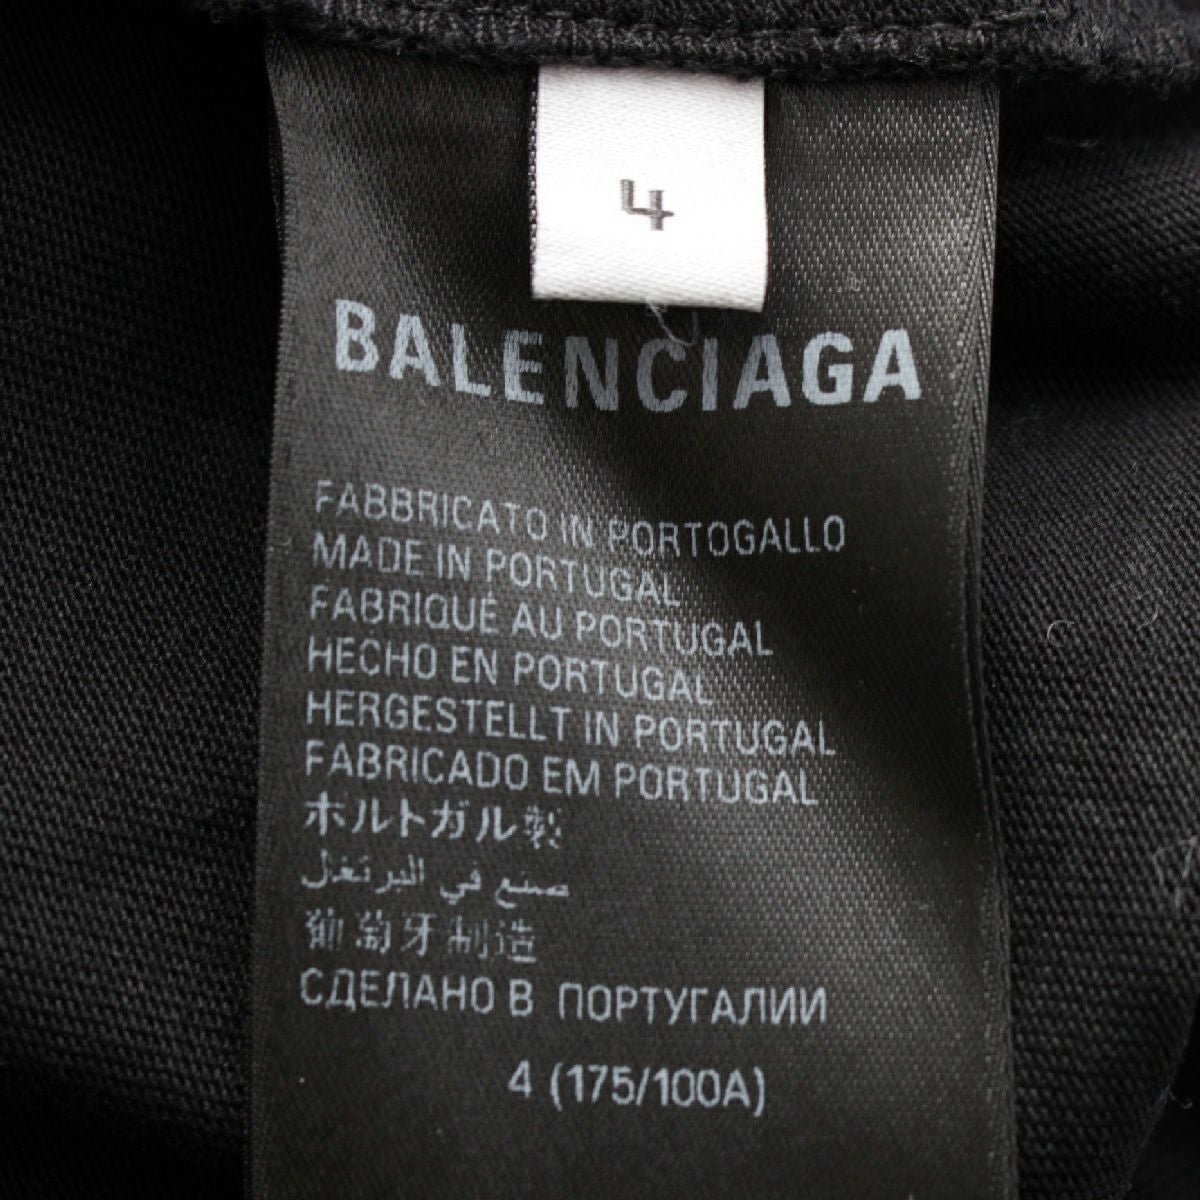 4
BALENCIAGA
FABBRICATO IN PORTOGALLO
MADE IN PORTUGAL
FABRIQUÉ AU PORTUGAL
HECHO EN PORTUGAL
HERGESTELLT IN PORTUGAL
FABRICADO EM PORTUGAL
ポルトガル製
صنع في البرتغال
葡萄牙制造
СДЕЛАНО В ПОРТУГАЛИИ
4 (175/100A)